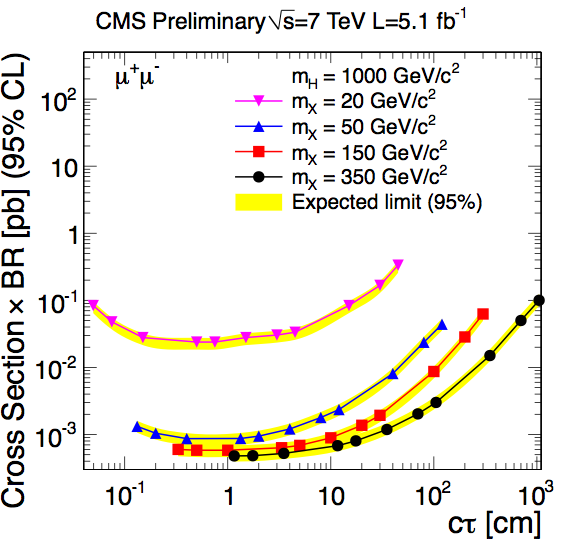 CMS Preliminary √s=7 TeV L=5.1 fb⁻¹
μ⁺μ⁻
m_H = 1000 GeV/c²
m_X = 20 GeV/c²
m_X = 50 GeV/c²
m_X = 150 GeV/c²
m_X = 350 GeV/c²
Expected limit (95%)
Cross Section × BR [pb] (95% CL)
10²
10
1
10⁻¹
10⁻²
10⁻³
10⁻¹
1
10
10²
10³
cτ [cm]